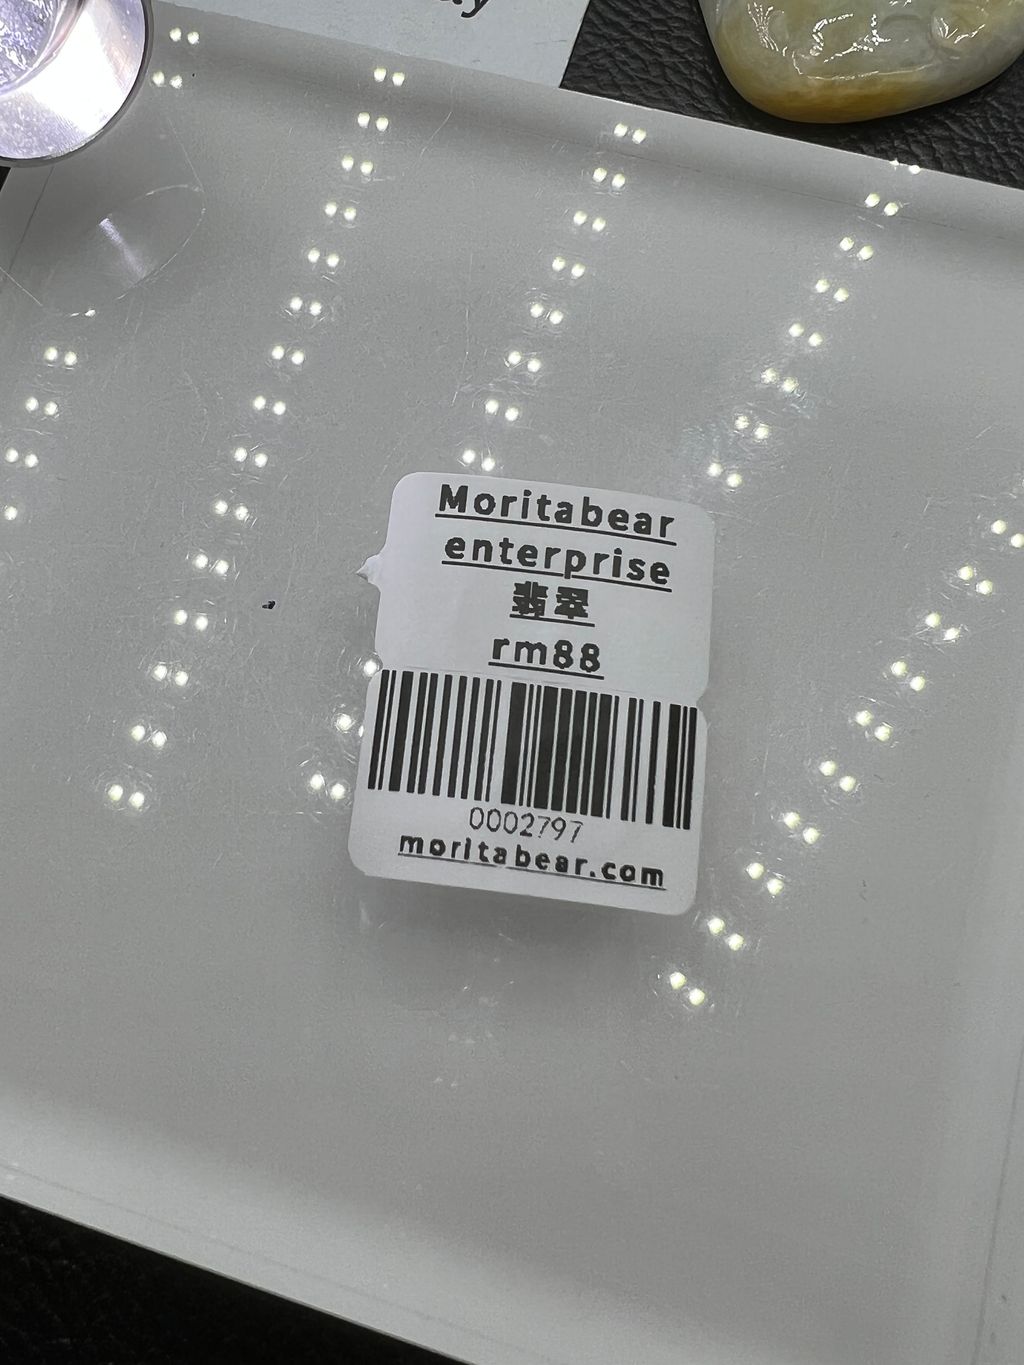 Moritabear
enterprise
翡翠
rm88
0002797
moritabear.com